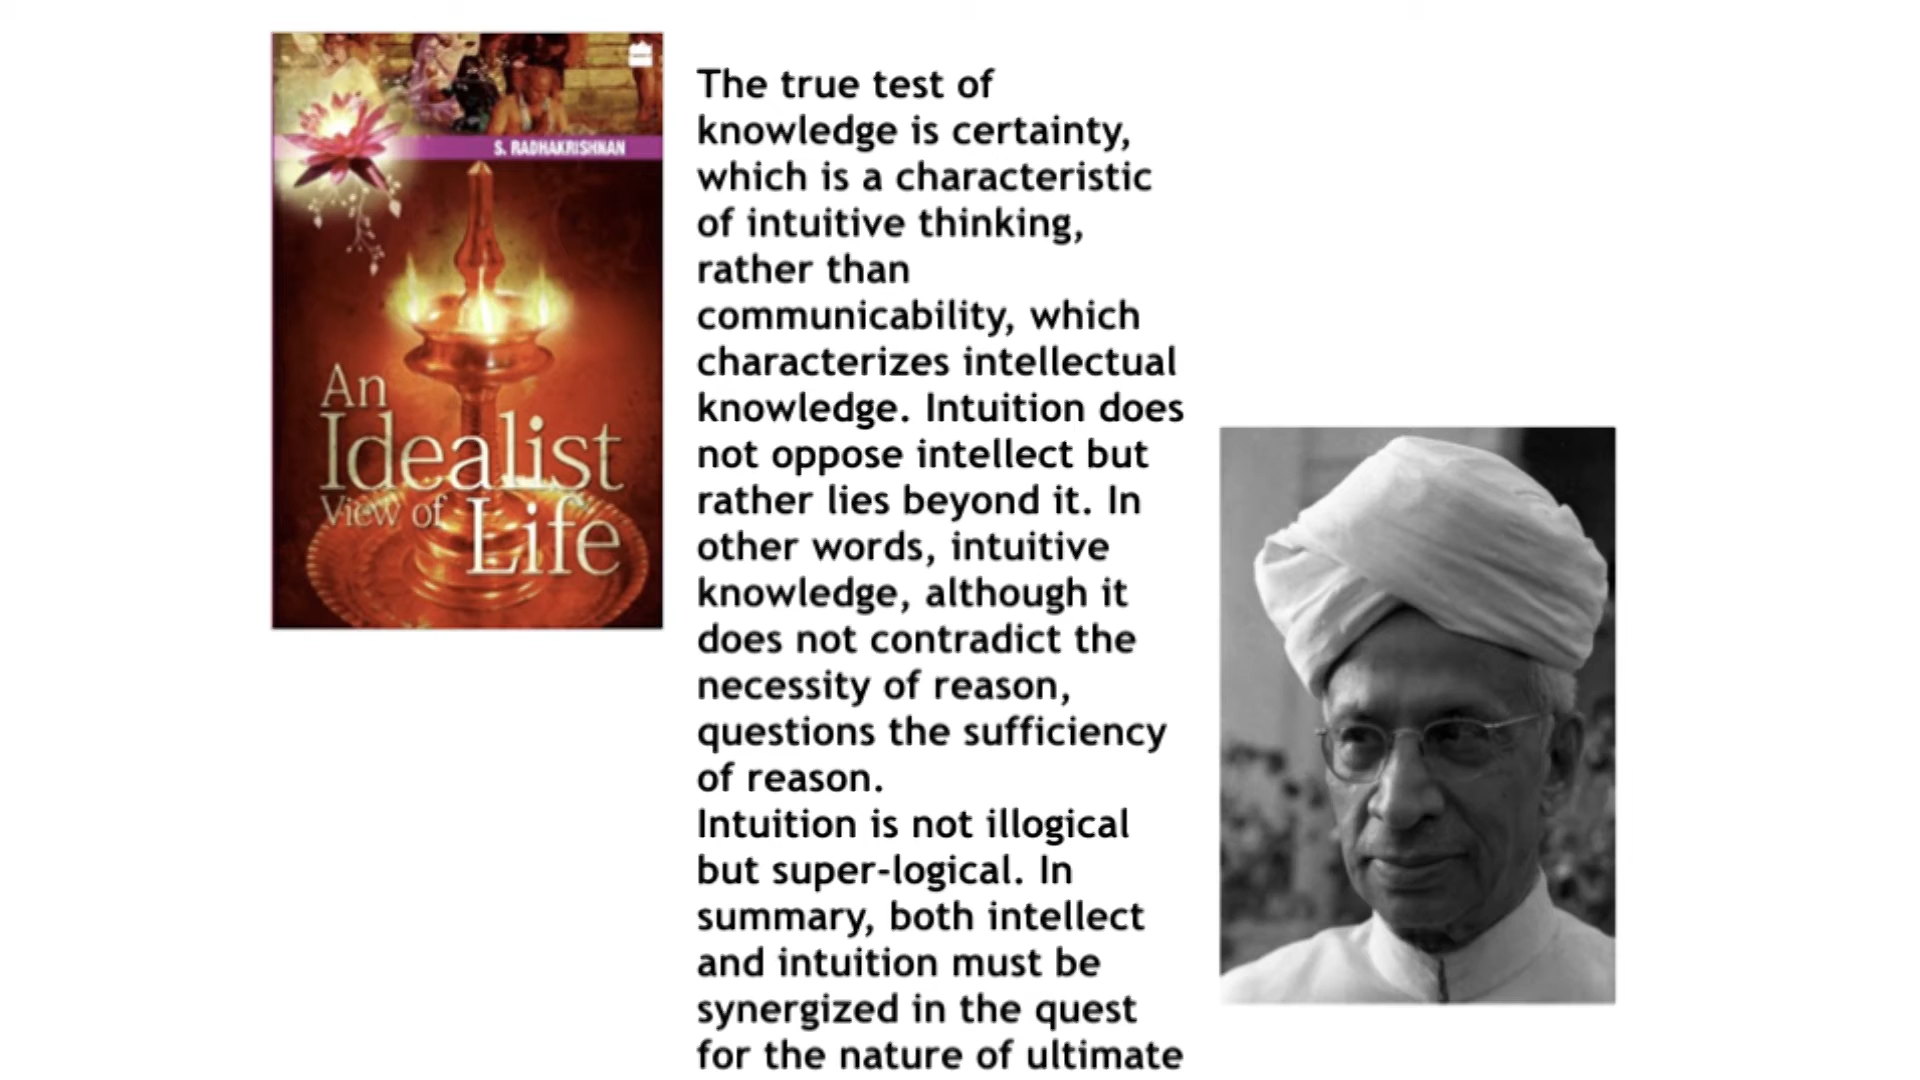 S. RADHAKRISHNAN
An
Idealist
View of
Life
The true test of
knowledge is certainty,
which is a characteristic
of intuitive thinking,
rather than
communicability, which
characterizes intellectual
knowledge. Intuition does
not oppose intellect but
rather lies beyond it. In
other words, intuitive
knowledge, although it
does not contradict the
necessity of reason,
questions the sufficiency
of reason.
Intuition is not illogical
but super-logical. In
summary, both intellect
and intuition must be
synergized in the quest
for the nature of ultimate